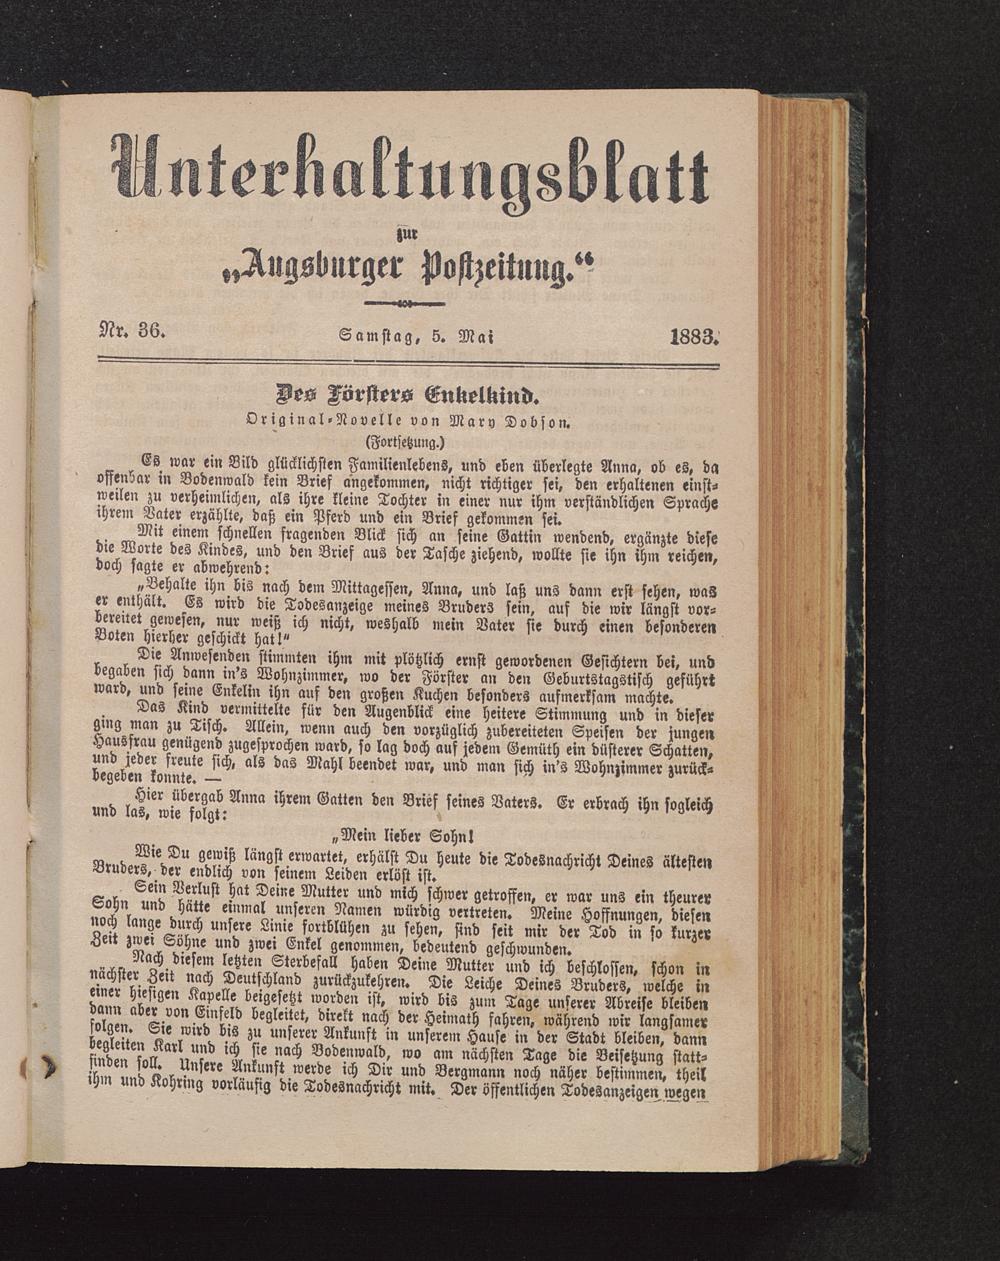 Unterhaltungsblatt
zur
„Augsburger Postzeitung.“
Nr. 36. Samstag, 5. Mai 1883.
Des Försters Enkelkind.
Original-Novelle von Mary Dobson.
(Fortsetzung.)
Es war ein Bild glücklichsten Familienlebens, und eben überlegte Anna, ob es, da
offenbar in Bodenwald kein Brief angekommen, nicht richtiger sei, den erhaltenen einst-
weilen zu verheimlichen, als ihre kleine Tochter in einer nur ihm verständlichen Sprache
ihrem Vater erzählte, daß ein Pferd und ein Brief gekommen sei.
Mit einem schnellen fragenden Blick sich an seine Gattin wendend, ergänzte diese
die Worte des Kindes, und den Brief aus der Tasche ziehend, wollte sie ihn ihm reichen,
doch sagte er abwehrend:
„Behalte ihn bis nach dem Mittagessen, Anna, und laß uns dann erst sehen, was
er enthält. Es wird die Todesanzeige meines Bruders sein, auf die wir längst vor-
bereitet gewesen, nur weiß ich nicht, weshalb mein Vater sie durch einen besonderen
Boten hierher geschickt hat!“
Die Anwesenden stimmten ihm mit plötzlich ernst gewordenen Gesichtern bei, und
begaben sich dann in's Wohnzimmer, wo der Förster an den Geburtstagstisch geführt
ward, und seine Enkelin ihn auf den großen Kuchen besonders aufmerksam machte.
Das Kind vermittelte für den Augenblick eine heitere Stimmung und in dieser
ging man zu Tisch. Allein, wenn auch den vorzüglich zubereiteten Speisen der jungen
Hausfrau genügend zugesprochen ward, so lag doch auf jedem Gemüth ein düsterer Schatten,
und jeder freute sich, als das Mahl beendet war, und man sich in's Wohnzimmer zurück-
begeben konnte. —
Hier übergab Anna ihrem Gatten den Brief seines Vaters. Er erbrach ihn sogleich
und las, wie folgt:
„Mein lieber Sohn!
Wie Du gewiß längst erwartet, erhälst Du heute die Todesnachricht Deines ältesten
Bruders, der endlich von seinem Leiden erlöst ist.
Sein Verlust hat Deine Mutter und mich schwer getroffen, er war uns ein theurer
Sohn und hätte einmal unseren Namen würdig vertreten. Meine Hoffnungen, diesen
noch lange durch unsere Linie fortblühen zu sehen, sind seit mir der Tod in so kurzer
Zeit zwei Söhne und zwei Enkel genommen, bedeutend geschwunden.
Nach diesem letzten Sterbefall haben Deine Mutter und ich beschlossen, schon in
nächster Zeit nach Deutschland zurückzukehren. Die Leiche Deines Bruders, welche in
einer hiesigen Kapelle beigesetzt worden ist, wird bis zum Tage unserer Abreise bleiben
dann aber von Einfeld begleitet, direkt nach der Heimath fahren, während wir langsamer
folgen. Sie wird bis zu unserer Ankunft in unserem Hause in der Stadt bleiben, dann
begleiten Karl und ich sie nach Bodenwald, wo am nächsten Tage die Beisetzung statt-
finden soll. Unsere Ankunft werde ich Dir und Bergmann noch näher bestimmen, theil
ihm und Kohring vorläufig die Todesnachricht mit. Der öffentlichen Todesanzeigen wegen